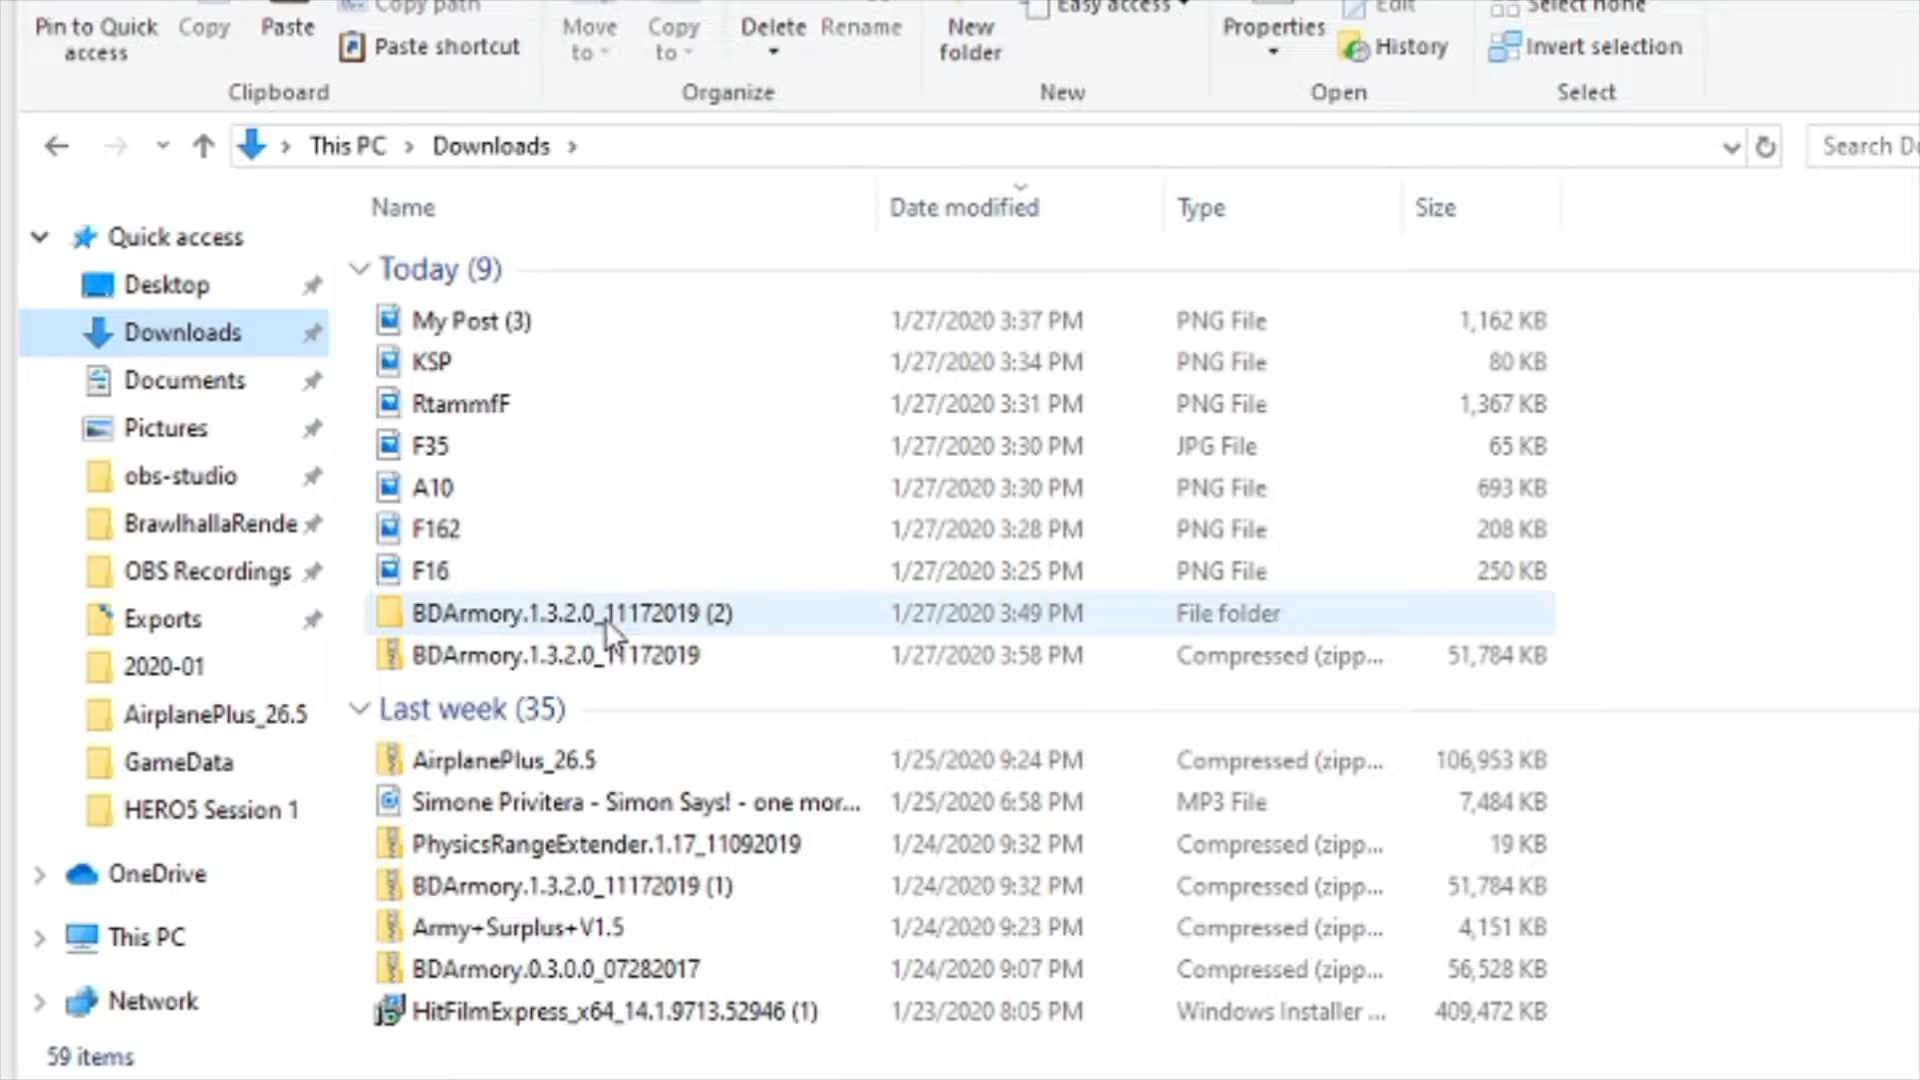 Copy path
Easy access
Edit
Select none
Pin to Quick access
Copy
Paste
Paste shortcut
Move to
Copy to
Delete
Rename
New folder
Properties
History
Invert selection
Clipboard
Organize
New
Open
Select
This PC > Downloads >
Search Do
Name
Date modified
Type
Size
Quick access
Desktop
Downloads
Documents
Pictures
obs-studio
BrawlhallaRende
OBS Recordings
Exports
2020-01
AirplanePlus_26.5
GameData
HERO5 Session 1
OneDrive
This PC
Network
Today (9)
My Post (3) 1/27/2020 3:37 PM PNG File 1,162 KB
KSP 1/27/2020 3:34 PM PNG File 80 KB
RtammfF 1/27/2020 3:31 PM PNG File 1,367 KB
F35 1/27/2020 3:30 PM JPG File 65 KB
A10 1/27/2020 3:30 PM PNG File 693 KB
F162 1/27/2020 3:28 PM PNG File 208 KB
F16 1/27/2020 3:25 PM PNG File 250 KB
BDArmory.1.3.2.0_11172019 (2) 1/27/2020 3:49 PM File folder
BDArmory.1.3.2.0_11172019 1/27/2020 3:58 PM Compressed (zipp... 51,784 KB
Last week (35)
AirplanePlus_26.5 1/25/2020 9:24 PM Compressed (zipp... 106,953 KB
Simone Privitera - Simon Says! - one mor... 1/25/2020 6:58 PM MP3 File 7,484 KB
PhysicsRangeExtender.1.17_11092019 1/24/2020 9:32 PM Compressed (zipp... 19 KB
BDArmory.1.3.2.0_11172019 (1) 1/24/2020 9:32 PM Compressed (zipp... 51,784 KB
Army+Surplus+V1.5 1/24/2020 9:23 PM Compressed (zipp... 4,151 KB
BDArmory.0.3.0.0_07282017 1/24/2020 9:07 PM Compressed (zipp... 56,528 KB
HitFilmExpress_x64_14.1.9713.52946 (1) 1/23/2020 8:05 PM Windows Installer ... 409,472 KB
59 items